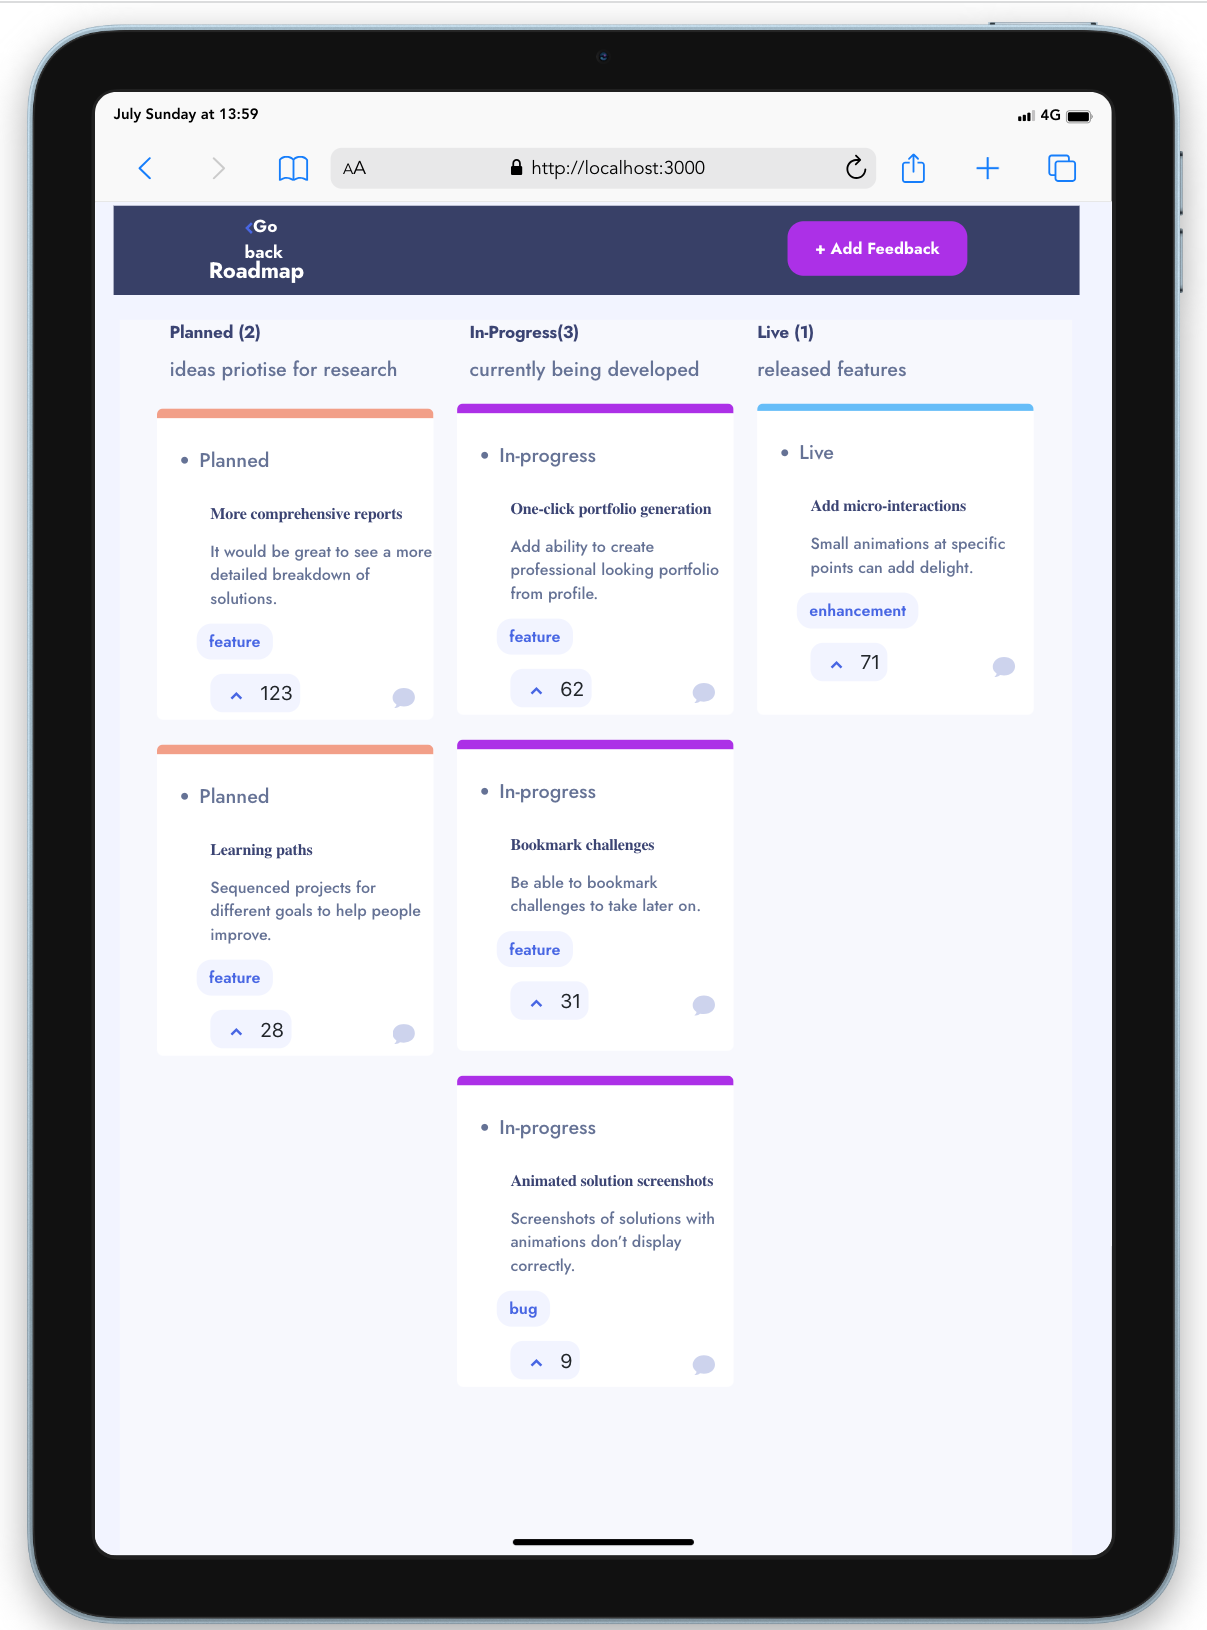 July Sunday at 13:59
4G
AA
http://localhost:3000
Go
back
Roadmap
+ Add Feedback
Planned (2)
ideas priotise for research
• Planned
More comprehensive reports
It would be great to see a more
detailed breakdown of
solutions.
feature
123
• Planned
Learning paths
Sequenced projects for
different goals to help people
improve.
feature
28
In-Progress(3)
currently being developed
• In-progress
One-click portfolio generation
Add ability to create
professional looking portfolio
from profile.
feature
62
• In-progress
Bookmark challenges
Be able to bookmark
challenges to take later on.
feature
31
• In-progress
Animated solution screenshots
Screenshots of solutions with
animations don’t display
correctly.
bug
9
Live (1)
released features
• Live
Add micro-interactions
Small animations at specific
points can add delight.
enhancement
71